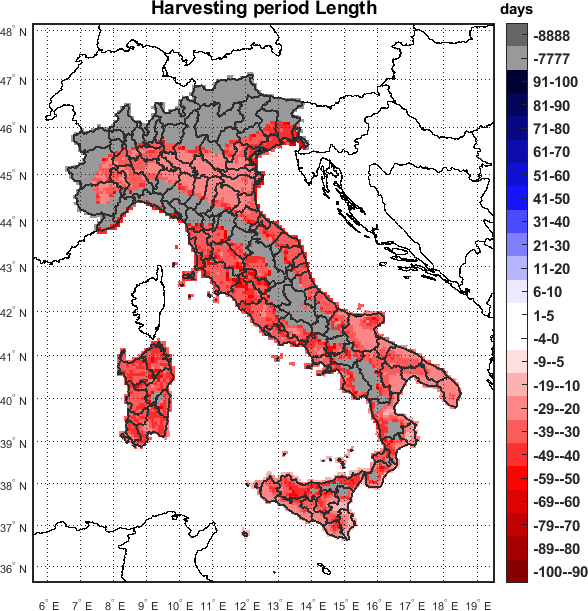 Harvesting period Length
days
48° N
47° N
46° N
45° N
44° N
43° N
42° N
41° N
40° N
39° N
38° N
37° N
36° N
6° E 7° E 8° E 9° E 10° E 11° E 12° E 13° E 14° E 15° E 16° E 17° E 18° E 19° E
-8888
-7777
91-100
81-90
71-80
61-70
51-60
41-50
31-40
21-30
11-20
6-10
1-5
-4-0
-9--5
-19--10
-29--20
-39--30
-49--40
-59--50
-69--60
-79--70
-89--80
-100--90